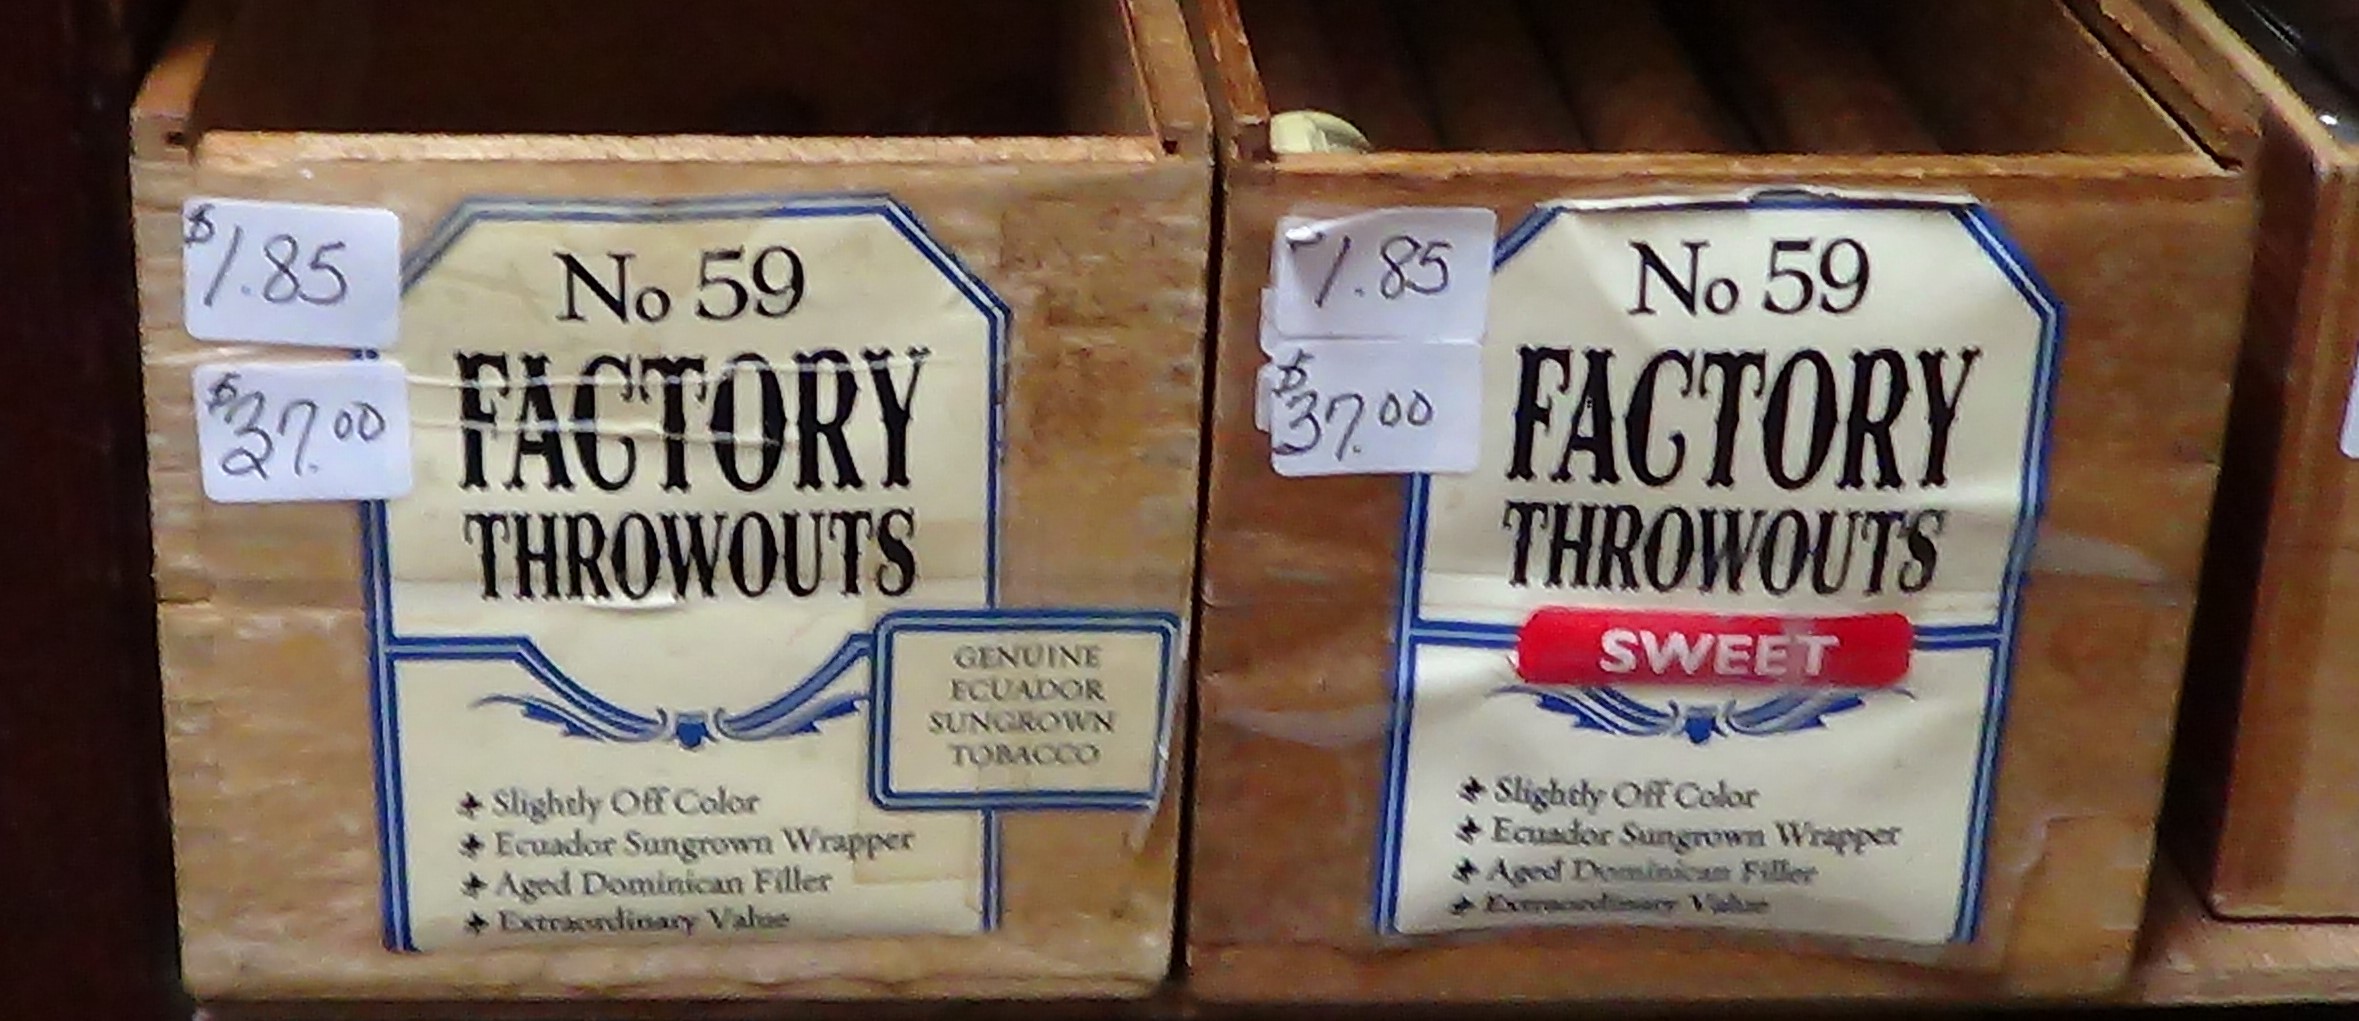 $1.85
$37.00
No 59
FACTORY
THROWOUTS
GENUINE
ECUADOR
SUNGROWN
TOBACCO
Slightly Off Color
Ecuador Sungrown Wrapper
Aged Dominican Filler
Extraordinary Value
$1.85
$37.00
No 59
FACTORY
THROWOUTS
SWEET
Slightly Off Color
Ecuador Sungrown Wrapper
Aged Dominican Filler
Extraordinary Value